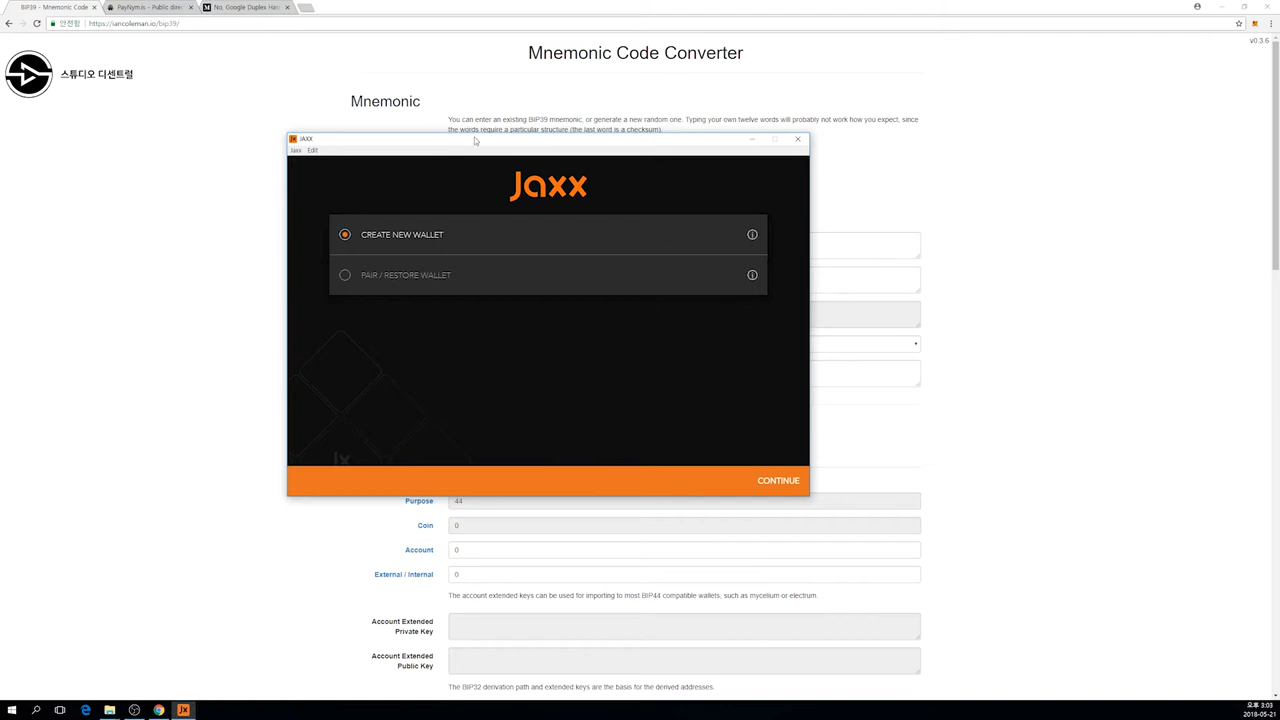 BIP39 - Mnemonic Code
PayNym.is – Public direc
No, Google Duplex Has
안전함
https://iancoleman.io/bip39/
v0.3.6
스튜디오 디센트럴
Mnemonic Code Converter
Mnemonic
You can enter an existing BIP39 mnemonic, or generate a new random one. Typing your own twelve words will probably not work how you expect, since
the words require a particular structure (the last word is a checksum).
JAXX
Jaxx Edit
Jaxx
CREATE NEW WALLET
PAIR / RESTORE WALLET
CONTINUE
Purpose 44
Coin 0
Account 0
External / Internal 0
The account extended keys can be used for importing to most BIP44 compatible wallets, such as mycelium or electrum.
Account Extended
Private Key
Account Extended
Public Key
The BIP32 derivation path and extended keys are the basis for the derived addresses.
오후 3:03
2018-05-21